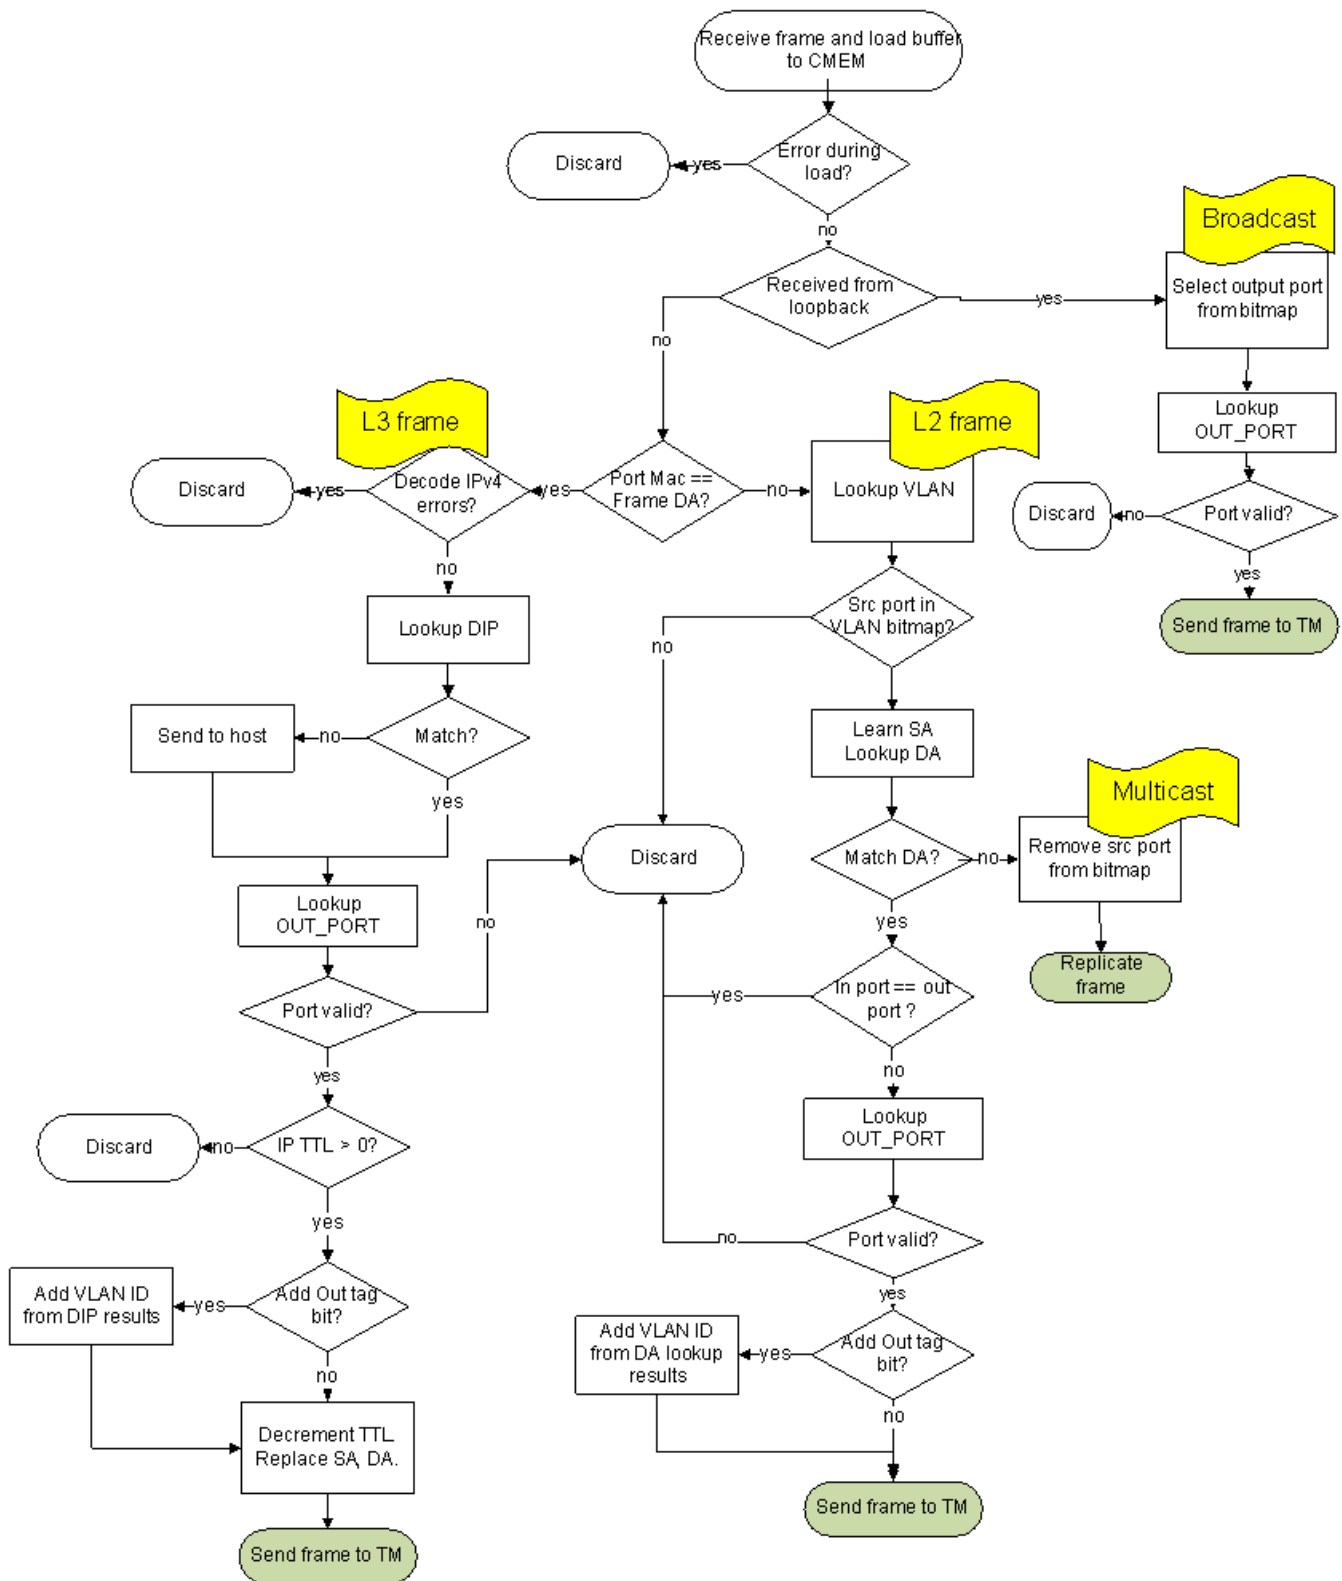 Receive frame and load buffer
to CMEM
Error during
load?
yes
Discard
no
Broadcast
Received from
loopback
yes
Select output port
from bitmap
no
Lookup
OUT_PORT
L3 frame
L2 frame
Discard
yes
Decode IPv4
errors?
yes
Port Mac ==
Frame DA?
no
Lookup VLAN
Discard
no
Port valid?
no
yes
Lookup DIP
Src port in
VLAN bitmap?
Send frame to TM
no
Send to host
no
Match?
Learn SA
Lookup DA
yes
Multicast
Discard
Match DA?
no
Remove src port
from bitmap
Lookup
OUT_PORT
no
yes
Replicate
frame
Port valid?
yes
In port == out
port ?
yes
no
Discard
no
IP TTL > 0?
Lookup
OUT_PORT
yes
no
Port valid?
yes
Add VLAN ID
from DIP results
yes
Add Out tag
bit?
Add VLAN ID
from DA lookup
results
yes
Add Out tag
bit?
no
no
Decrement TTL
Replace SA, DA.
Send frame to TM
Send frame to TM